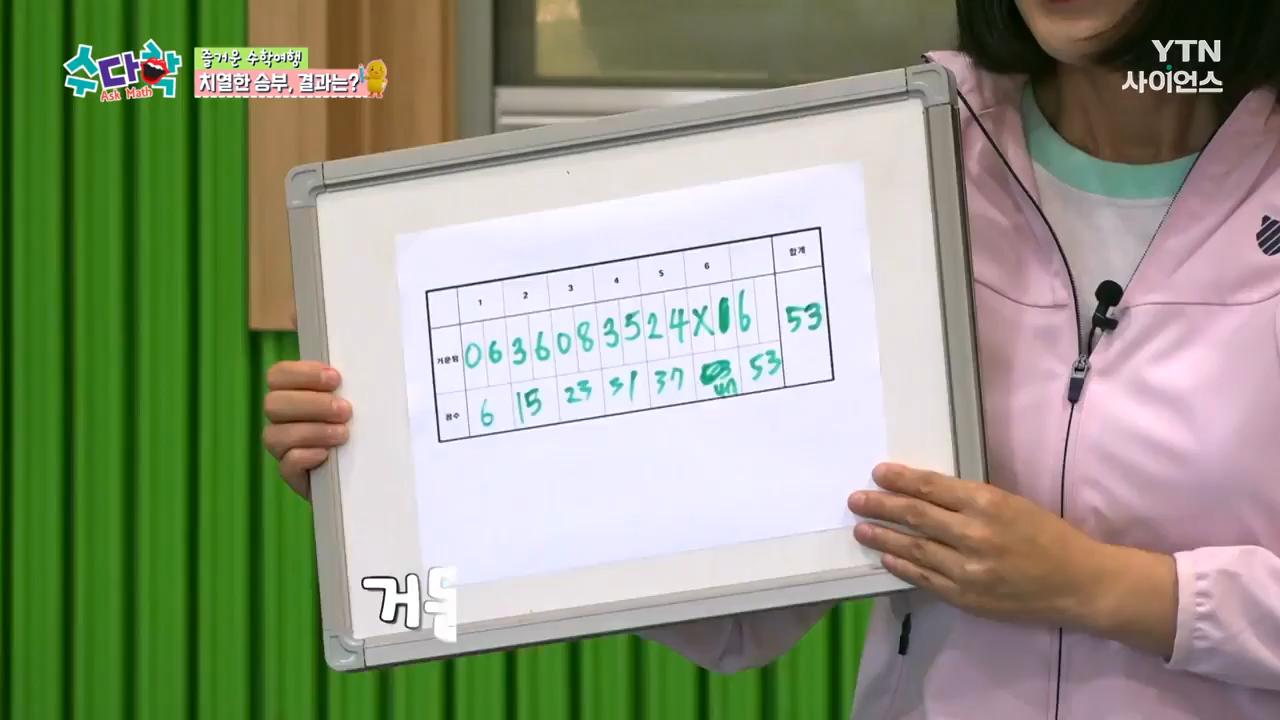 수다학
Ask Math
즐거운 수학여행
치열한 승부, 결과는?
YTN
사이언스
1 2 3 4 5 6 합계
거운팀 0 6 3 6 0 8 3 5 2 4 X 6 53
점수 6 15 23 31 37 47 53
거